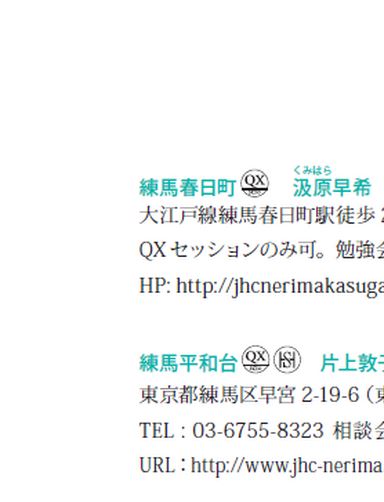 くみはら
練馬春日町 QX 汲原早希
大江戸線練馬春日町駅徒歩 2
QX セッションのみ可。勉強会
HP: http://jhcnerimakasuga
練馬平和台 QX HSH 片上敦子
東京都練馬区早宮 2-19-6（東
TEL : 03-6755-8323 相談会
URL : http://www.jhc-nerima